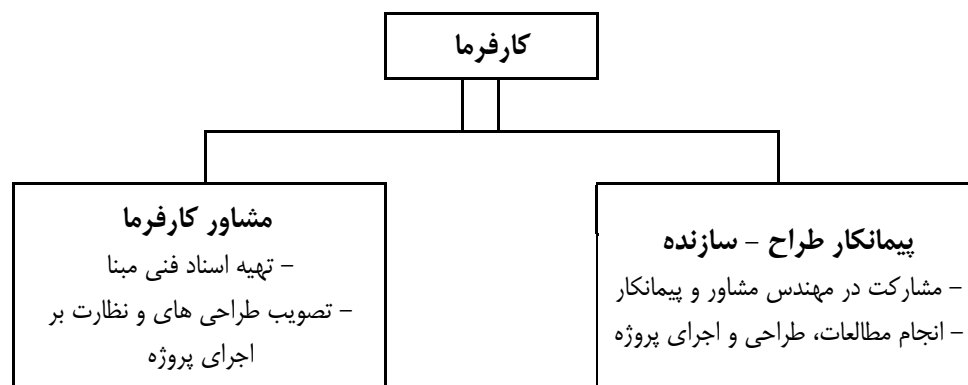 کارفرما
پیمانکار طراح – سازنده
– مشارکت در مهندس مشاور و پیمانکار
– انجام مطالعات، طراحی و اجرای پروژه
مشاور کارفرما
– تهیه اسناد فنی مبنا
– تصویب طراحی های و نظارت بر
اجرای پروژه